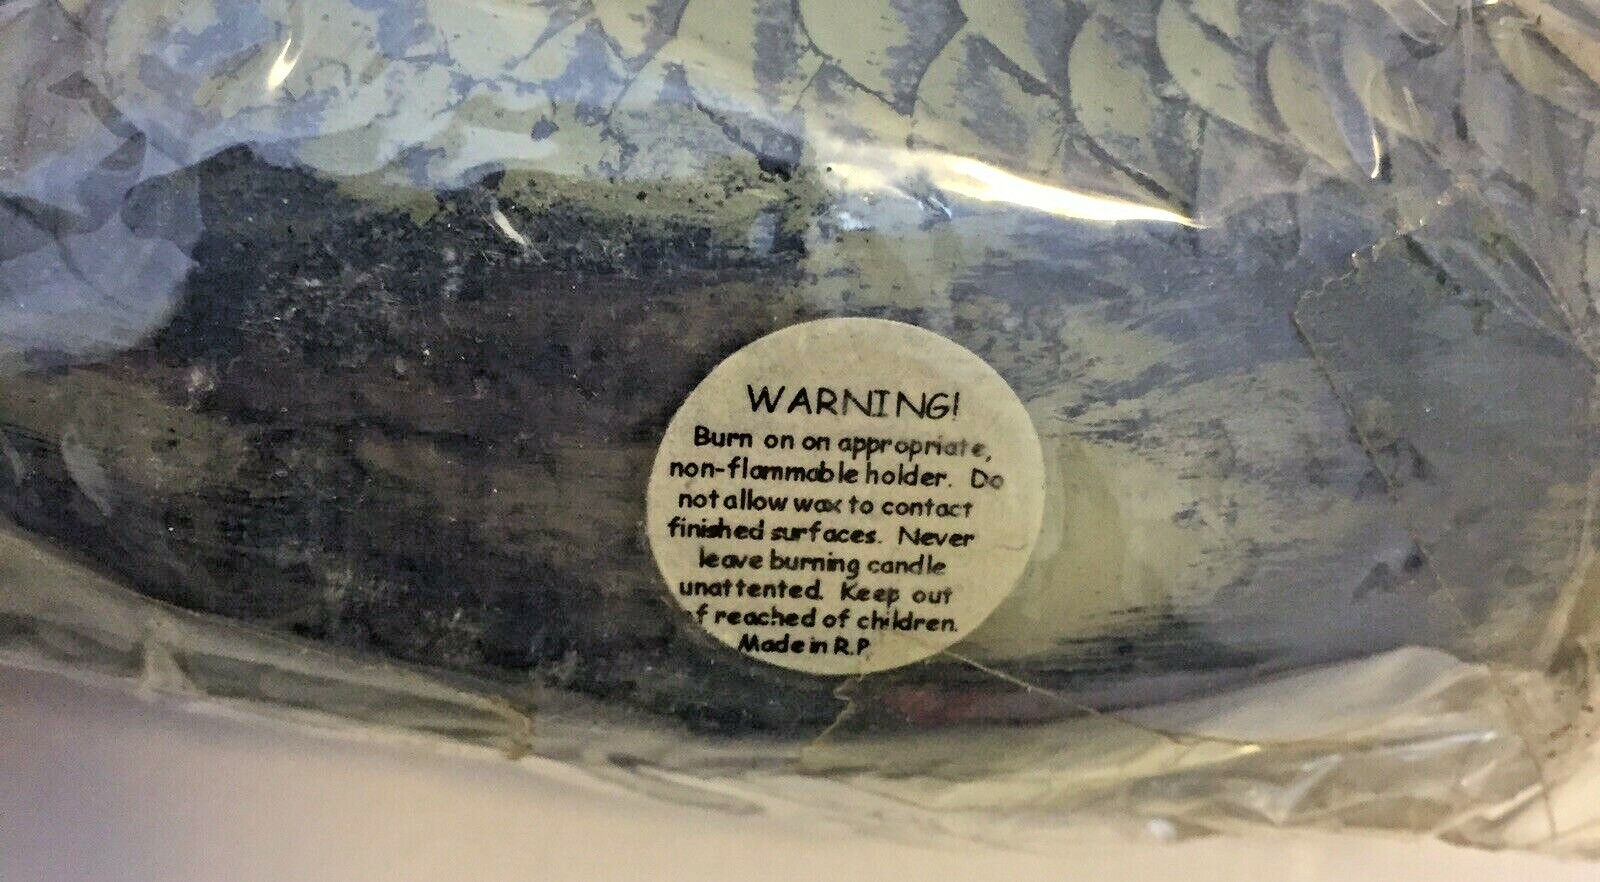 WARNING!
Burn on on appropriate,
non-flammable holder. Do
not allow wax to contact
finished surfaces. Never
leave burning candle
unattented. Keep out
of reached of children.
Made in R.P